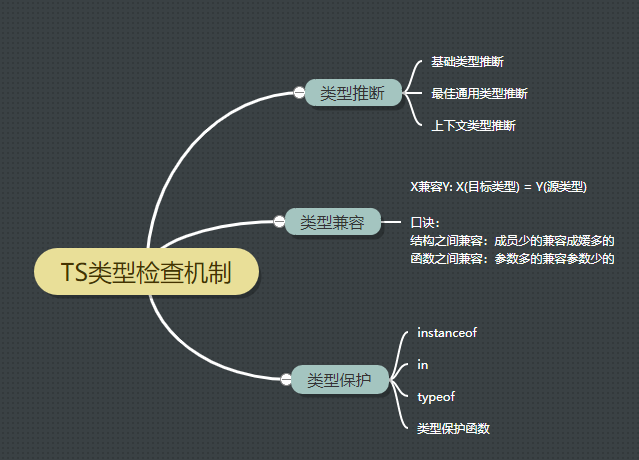 TS类型检查机制
类型推断
基础类型推断
最佳通用类型推断
上下文类型推断
类型兼容
X兼容Y: X(目标类型) = Y(源类型)
口诀：
结构之间兼容：成员少的兼容成媛多的
函数之间兼容：参数多的兼容参数少的
类型保护
instanceof
in
typeof
类型保护函数